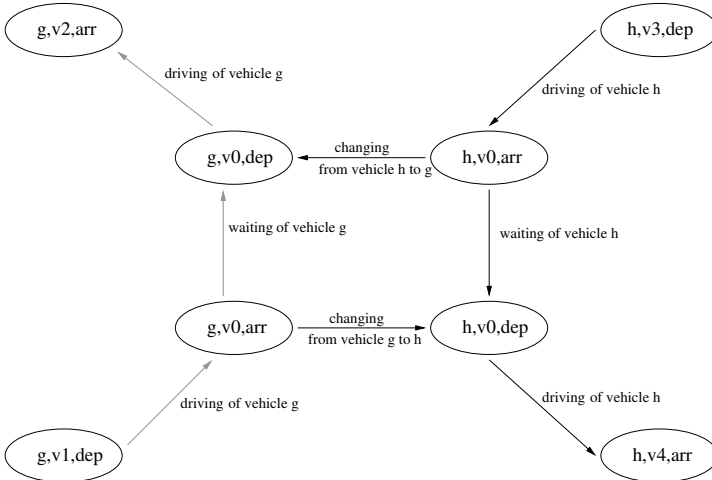 g,v2,arr
h,v3,dep
driving of vehicle g
driving of vehicle h
g,v0,dep
changing
from vehicle h to g
h,v0,arr
waiting of vehicle g
waiting of vehicle h
g,v0,arr
changing
from vehicle g to h
h,v0,dep
driving of vehicle g
driving of vehicle h
g,v1,dep
h,v4,arr